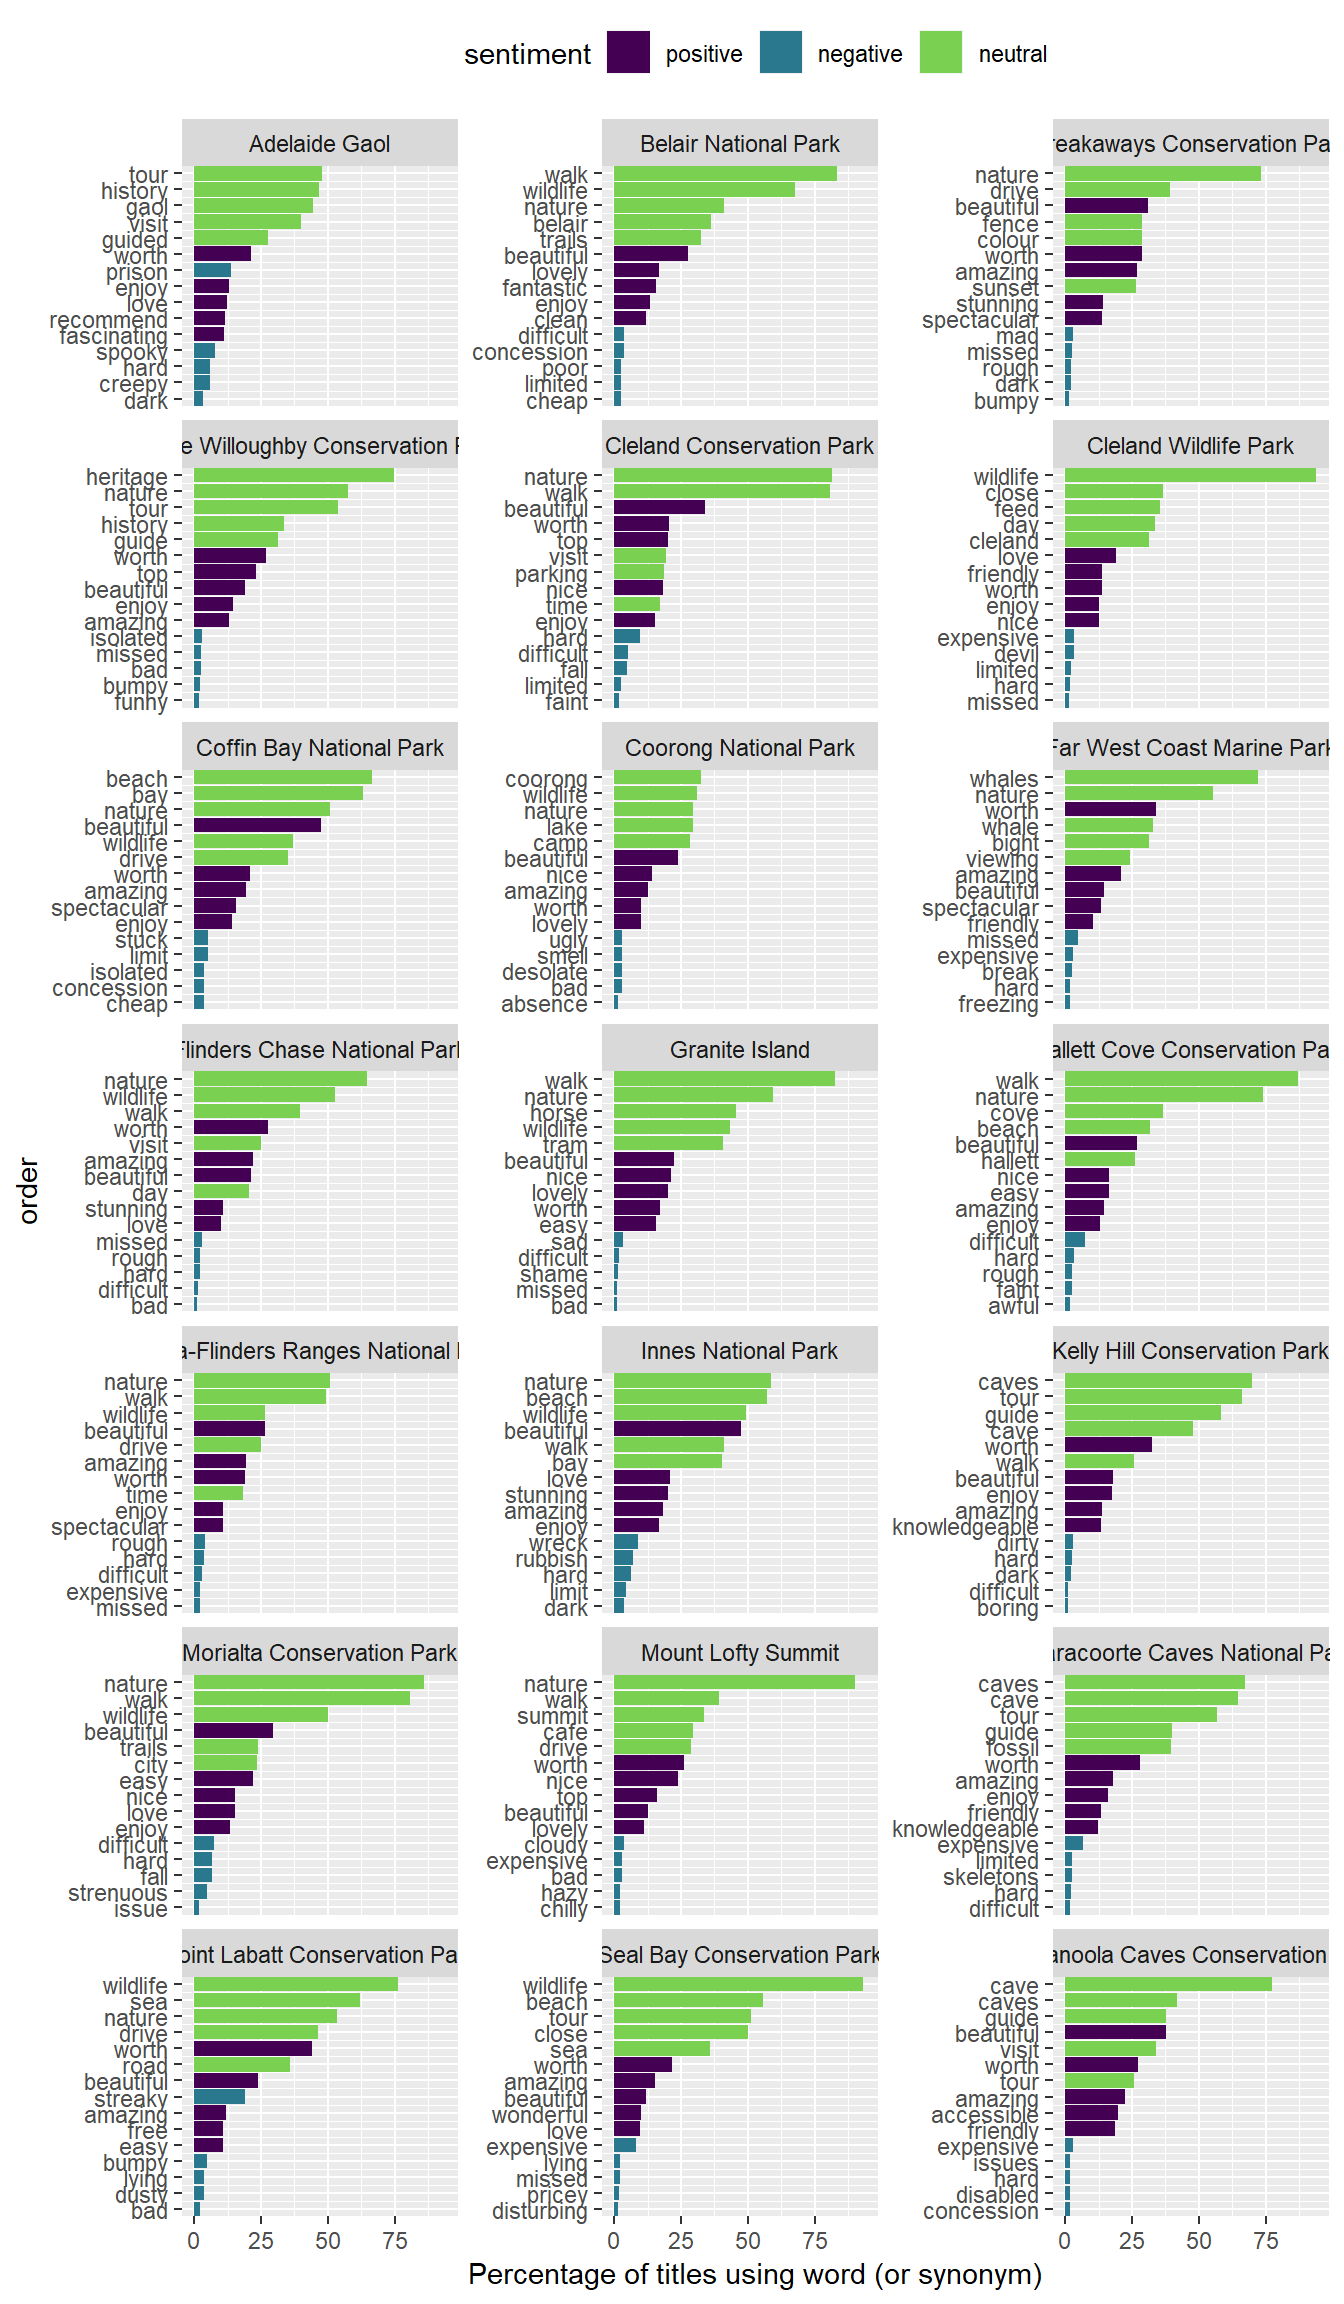 sentiment positive negative neutral
Adelaide Gaol
tour
history
gaol
visit
guided
worth
prison
enjoy
love
recommend
fascinating
spooky
hard
creepy
dark
Belair National Park
walk
wildlife
nature
belair
trails
beautiful
lovely
fantastic
enjoy
clean
difficult
concession
poor
limited
cheap
reakaways Conservation Pa
nature
drive
beautiful
fence
colour
worth
amazing
sunset
stunning
spectacular
mad
missed
rough
dark
bumpy
e Willoughby Conservation P
heritage
nature
tour
history
guide
worth
top
beautiful
enjoy
amazing
isolated
missed
bad
bumpy
funny
Cleland Conservation Park
nature
walk
beautiful
worth
top
visit
parking
nice
time
enjoy
hard
difficult
fall
limited
faint
Cleland Wildlife Park
wildlife
close
feed
day
cleland
love
friendly
worth
enjoy
nice
expensive
devil
limited
hard
missed
Coffin Bay National Park
beach
bay
nature
beautiful
wildlife
drive
worth
amazing
spectacular
enjoy
stuck
limit
isolated
concession
cheap
Coorong National Park
coorong
wildlife
nature
lake
camp
beautiful
nice
amazing
worth
lovely
ugly
smell
desolate
bad
absence
Far West Coast Marine Park
whales
nature
worth
whale
bight
viewing
amazing
beautiful
spectacular
friendly
missed
expensive
break
hard
freezing
Flinders Chase National Park
nature
wildlife
walk
worth
visit
amazing
beautiful
day
stunning
love
missed
rough
hard
difficult
bad
Granite Island
walk
nature
horse
wildlife
tram
beautiful
nice
lovely
worth
easy
sad
difficult
shame
missed
bad
allett Cove Conservation Pa
walk
nature
cove
beach
beautiful
hallett
nice
easy
amazing
enjoy
difficult
hard
rough
faint
awful
a-Flinders Ranges National P
nature
walk
wildlife
beautiful
drive
amazing
worth
time
enjoy
spectacular
rough
hard
difficult
expensive
missed
Innes National Park
nature
beach
wildlife
beautiful
walk
bay
love
stunning
amazing
enjoy
wreck
rubbish
hard
limit
dark
Kelly Hill Conservation Park
caves
tour
guide
cave
worth
walk
beautiful
enjoy
amazing
knowledgeable
dirty
hard
dark
difficult
boring
Morialta Conservation Park
nature
walk
wildlife
beautiful
trails
city
easy
nice
love
enjoy
difficult
hard
fall
strenuous
issue
Mount Lofty Summit
nature
walk
summit
cafe
drive
worth
nice
top
beautiful
lovely
cloudy
expensive
bad
hazy
chilly
aracoorte Caves National Pa
caves
cave
tour
guide
fossil
worth
amazing
enjoy
friendly
knowledgeable
expensive
limited
skeletons
hard
difficult
oint Labatt Conservation Pa
wildlife
sea
nature
drive
worth
road
beautiful
streaky
amazing
free
easy
bumpy
lying
dusty
bad
Seal Bay Conservation Park
wildlife
beach
tour
close
sea
worth
amazing
beautiful
wonderful
love
expensive
lying
missed
pricey
disturbing
anoola Caves Conservation
cave
caves
guide
beautiful
visit
worth
tour
amazing
accessible
friendly
expensive
issues
hard
disabled
concession
0 25 50 75
0 25 50 75
0 25 50 75
order
Percentage of titles using word (or synonym)